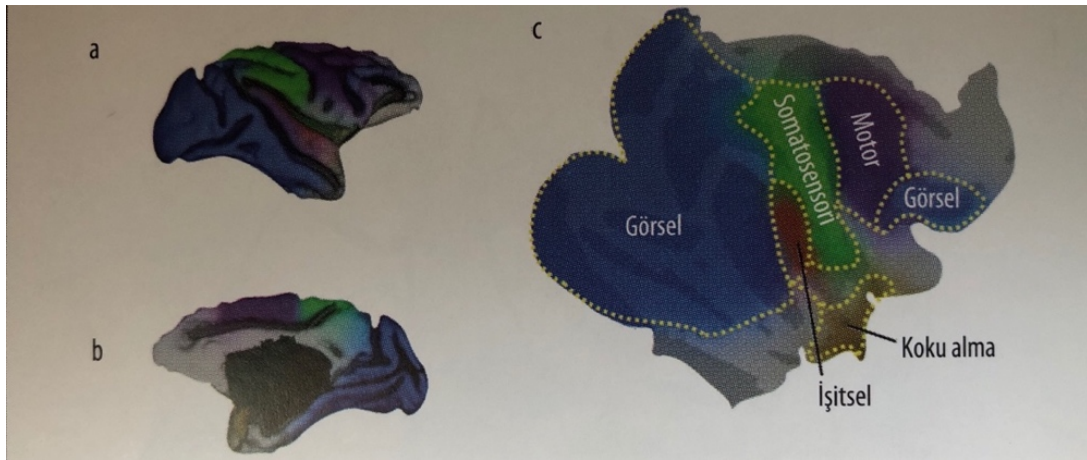 a
b
c
Görsel
Somatosensori
Motor
Görsel
Koku alma
İşitsel